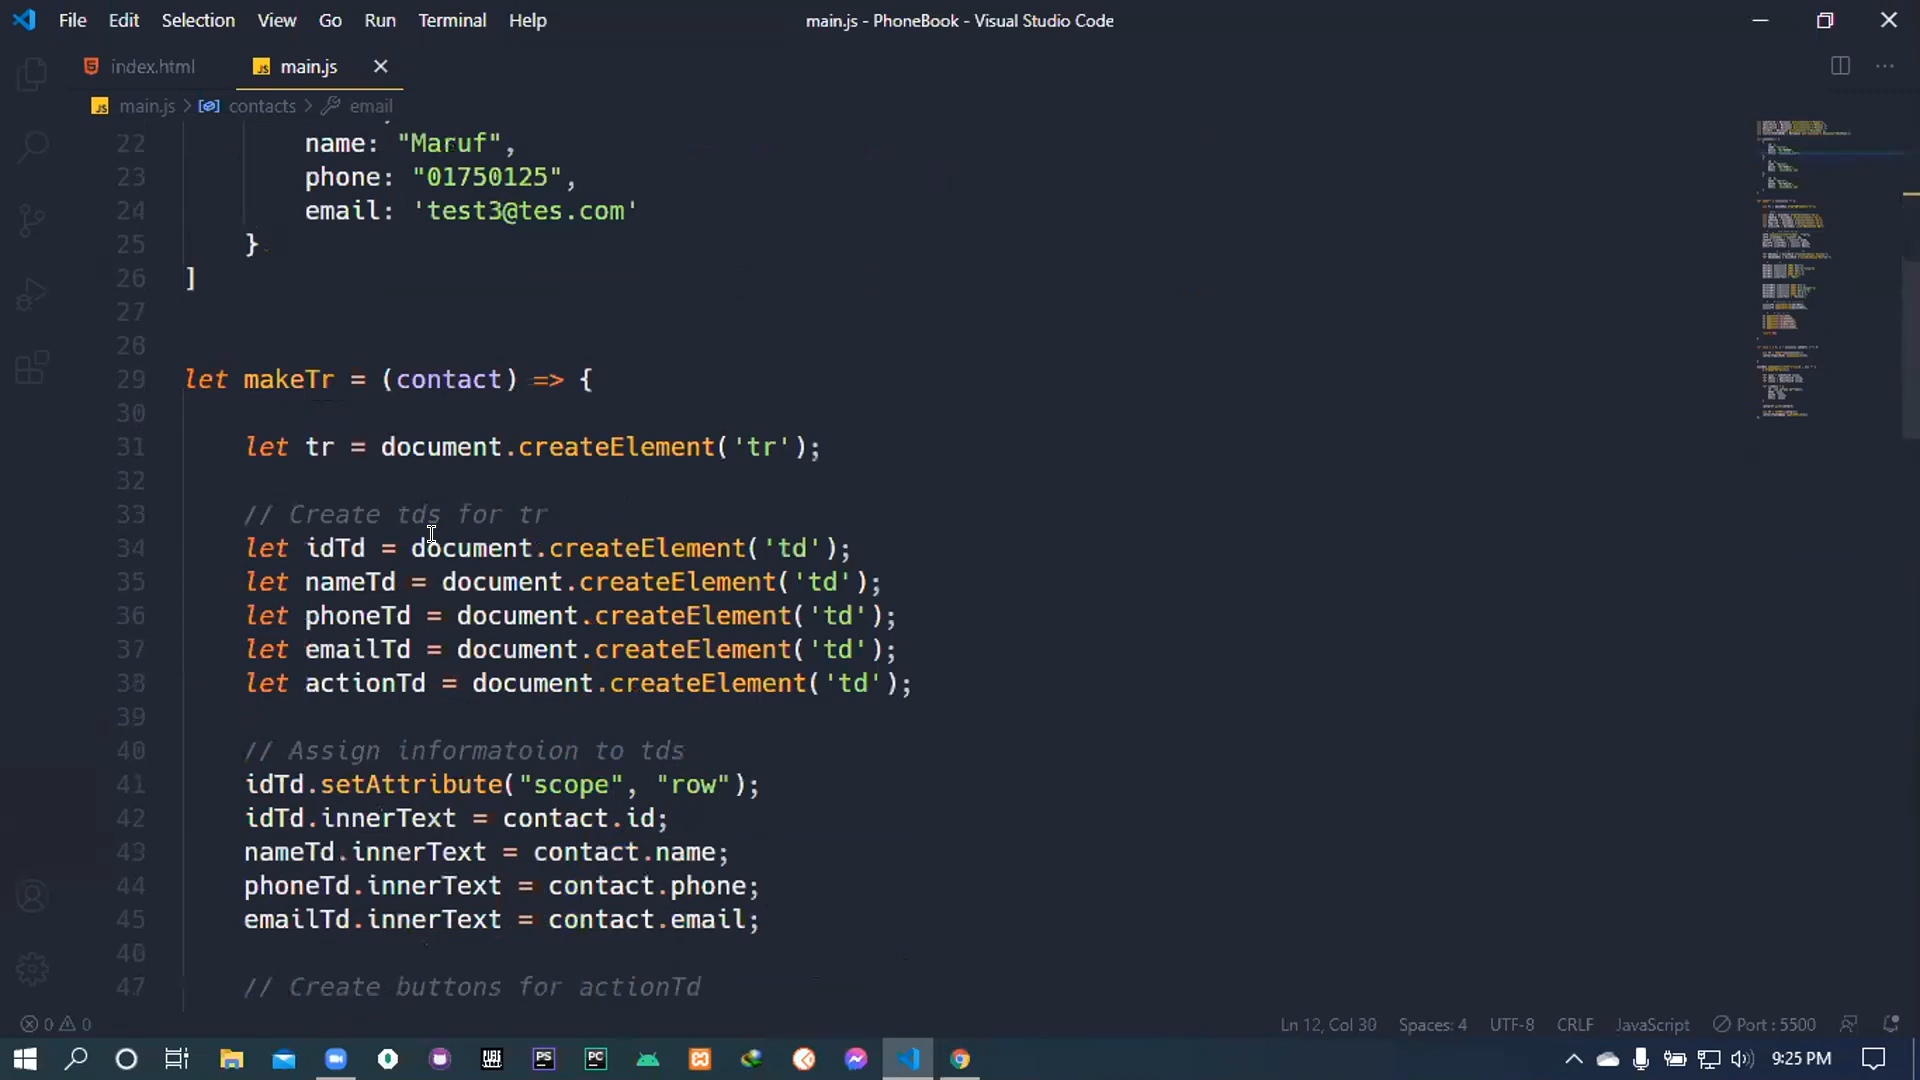 File Edit Selection View Go Run Terminal Help
main.js - PhoneBook - Visual Studio Code
index.html
JS main.js
JS main.js > contacts > email
22 name: "Maruf",
23 phone: "01750125",
24 email: 'test3@tes.com'
25 }
26 ]
27
28
29 let makeTr = (contact) => {
30
31 let tr = document.createElement('tr');
32
33 // Create tds for tr
34 let idTd = document.createElement('td');
35 let nameTd = document.createElement('td');
36 let phoneTd = document.createElement('td');
37 let emailTd = document.createElement('td');
38 let actionTd = document.createElement('td');
39
40 // Assign informatoion to tds
41 idTd.setAttribute("scope", "row");
42 idTd.innerText = contact.id;
43 nameTd.innerText = contact.name;
44 phoneTd.innerText = contact.phone;
45 emailTd.innerText = contact.email;
46
47 // Create buttons for actionTd
0 0
Ln 12, Col 30 Spaces: 4 UTF-8 CRLF JavaScript Port : 5500
PS
PC
9:25 PM